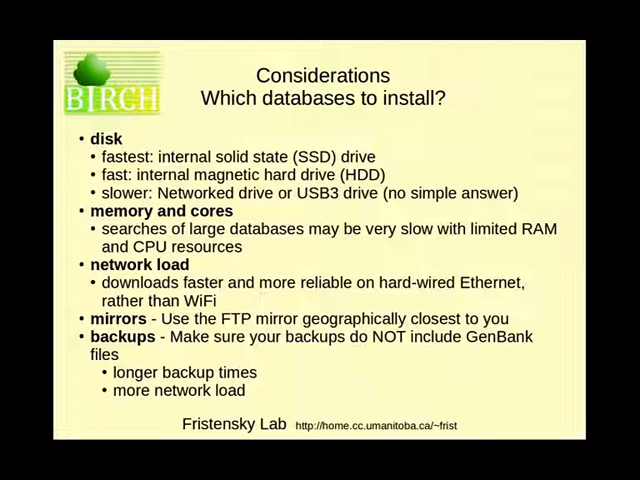 BIRCH
Considerations
Which databases to install?
• disk
• fastest: internal solid state (SSD) drive
• fast: internal magnetic hard drive (HDD)
• slower: Networked drive or USB3 drive (no simple answer)
• memory and cores
• searches of large databases may be very slow with limited RAM
and CPU resources
• network load
• downloads faster and more reliable on hard-wired Ethernet,
rather than WiFi
• mirrors - Use the FTP mirror geographically closest to you
• backups - Make sure your backups do NOT include GenBank
files
• longer backup times
• more network load
Fristensky Lab http://home.cc.umanitoba.ca/~frist